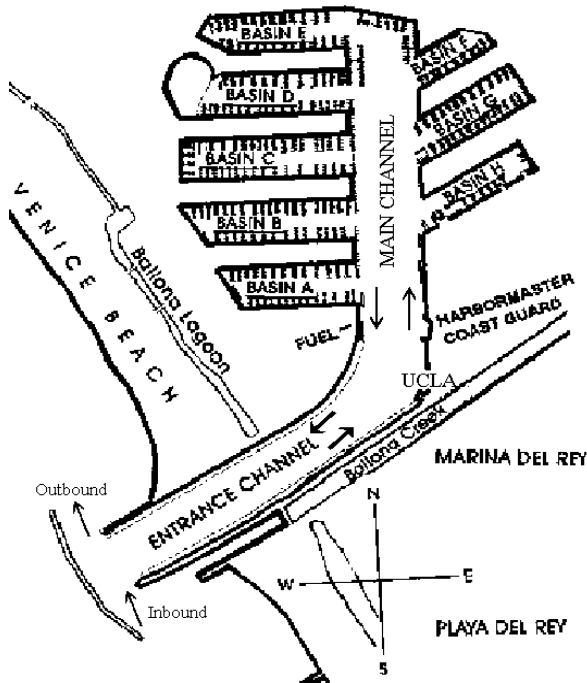 BASIN E
BASIN F
BASIN D
BASIN G
MAIN CHANNEL
BASIN C
BASIN H
BASIN B
BASIN A
VENICE BEACH
Ballona Lagoon
FUEL
HARBORMASTER
COAST GUARD
UCLA
Ballona Creek
ENTRANCE CHANNEL
MARINA DEL REY
Outbound
Inbound
N
W
E
S
PLAYA DEL REY